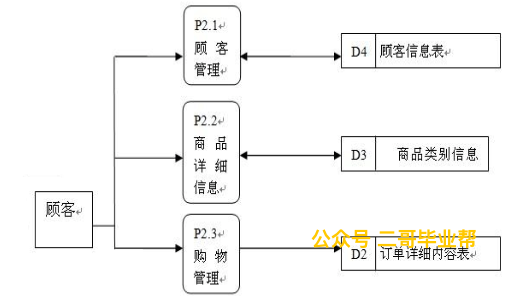 P2.1
顾客
管理
D4 顾客信息表
P2.2
商品
详细
信息
D3 商品类别信息
顾客
P2.3
购物
管理
公众号 二哥毕业帮
D2 订单详细内容表